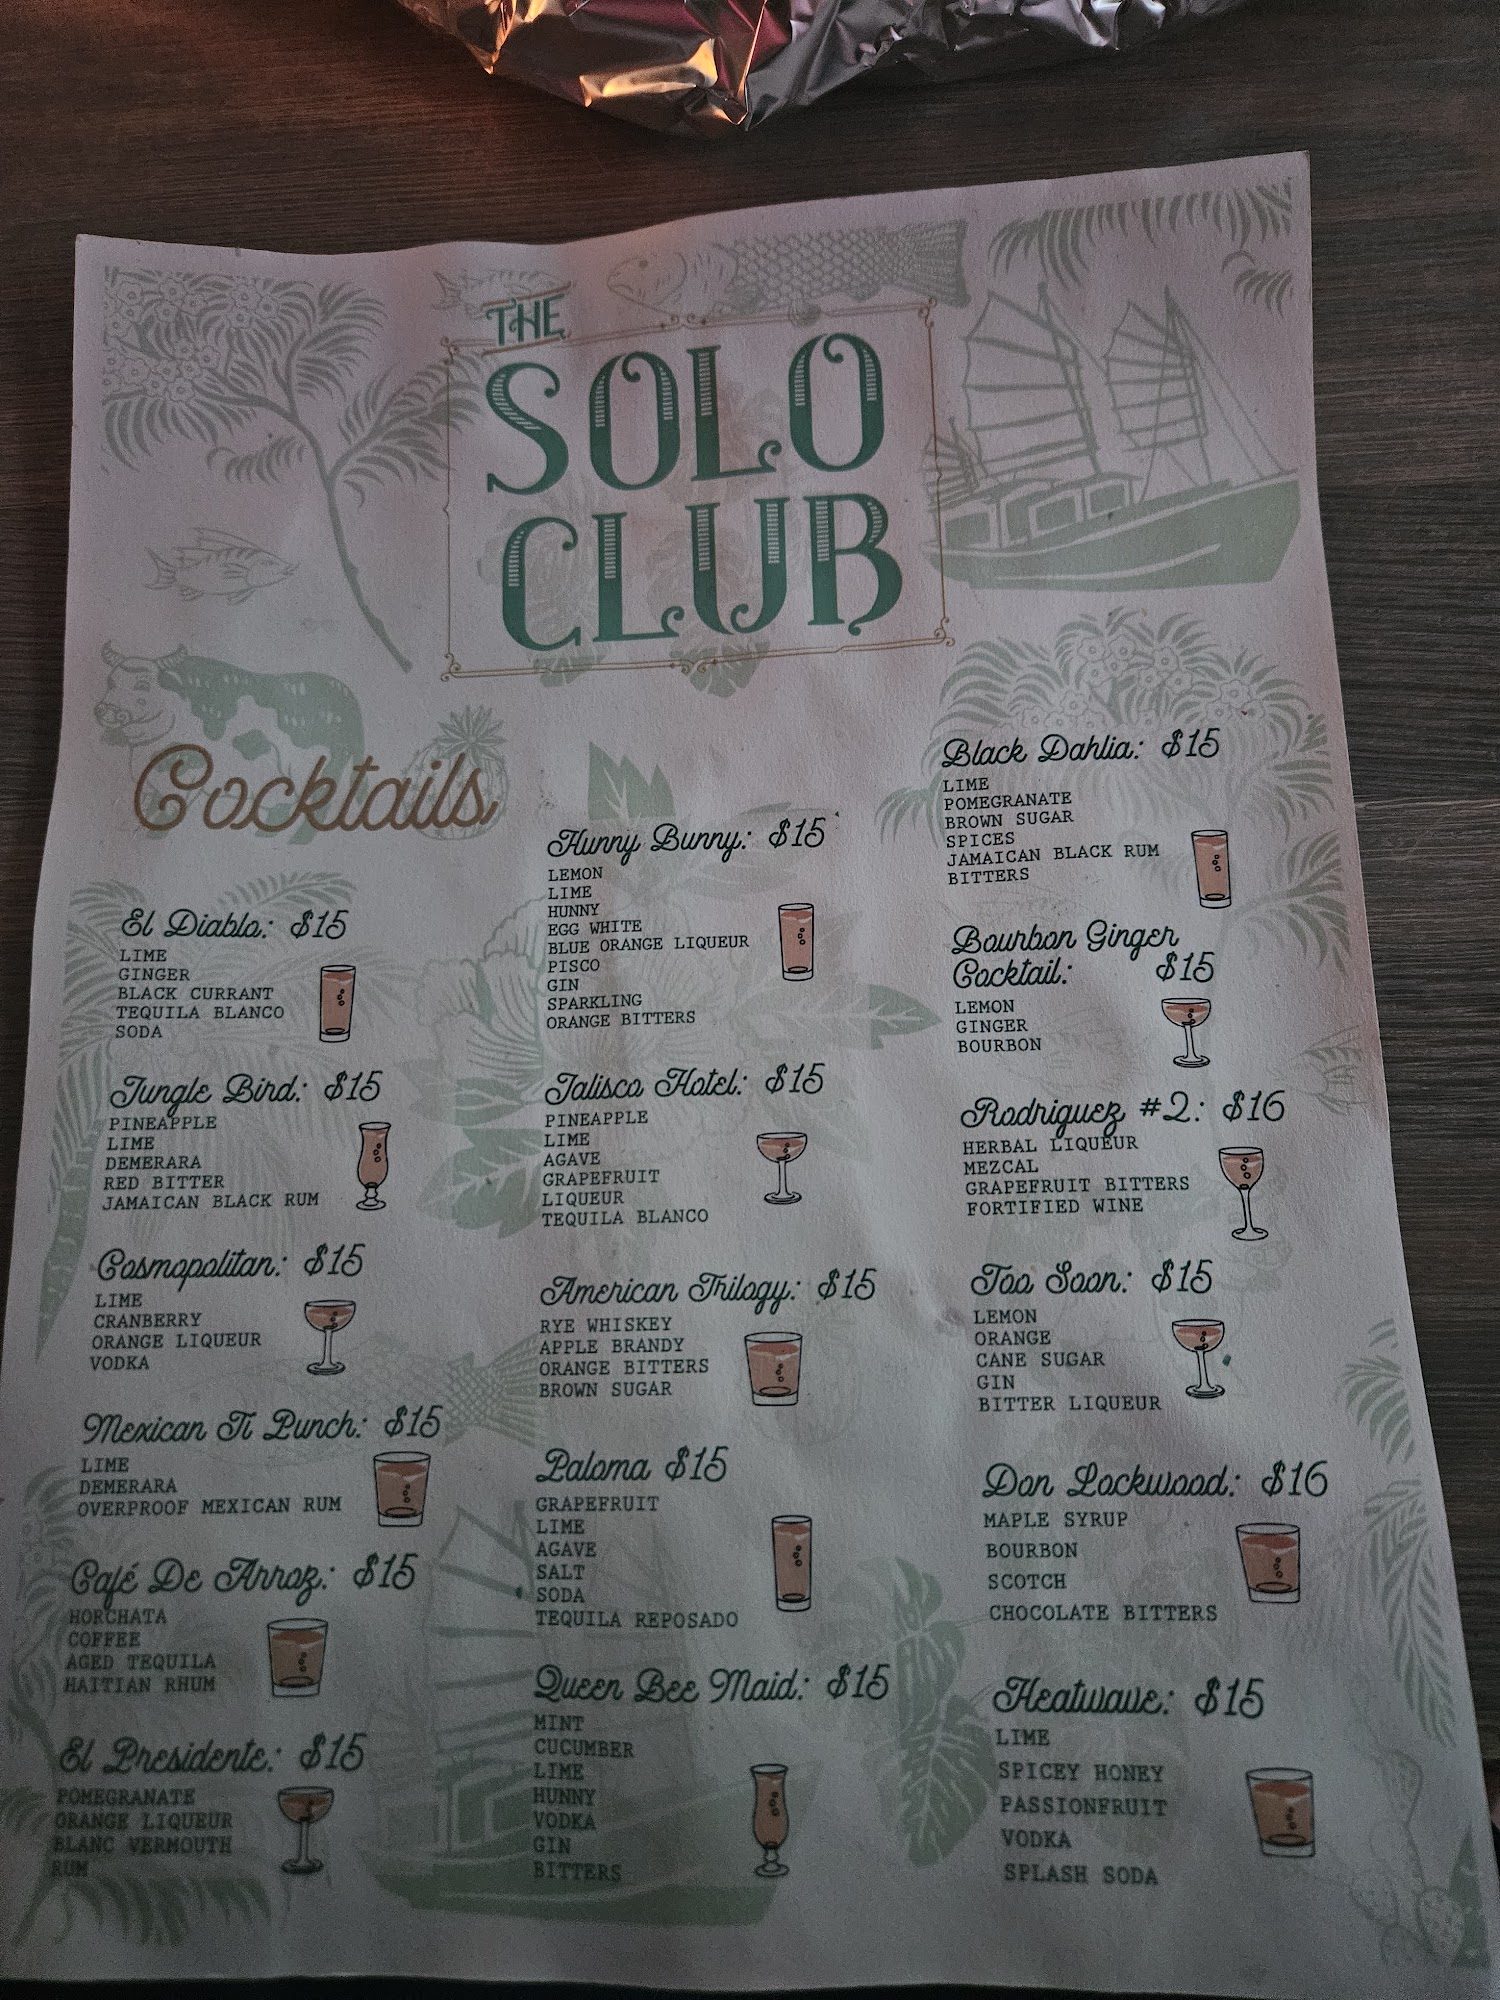 THE
SOLO
CLUB
Cocktails
El Diablo: $15
LIME
GINGER
BLACK CURRANT
TEQUILA BLANCO
SODA
Jungle Bird: $15
PINEAPPLE
LIME
DEMERARA
RED BITTER
JAMAICAN BLACK RUM
Cosmopolitan: $15
LIME
CRANBERRY
ORANGE LIQUEUR
VODKA
Mexican Ti Punch: $15
LIME
DEMERARA
OVERPROOF MEXICAN RUM
Café De Arroz: $15
HORCHATA
COFFEE
AGED TEQUILA
HAITIAN RHUM
El Presidente: $15
POMEGRANATE
ORANGE LIQUEUR
BLANC VERMOUTH
RUM
Hunny Bunny: $15
LEMON
LIME
HUNNY
EGG WHITE
BLUE ORANGE LIQUEUR
PISCO
GIN
SPARKLING
ORANGE BITTERS
Jalisco Hotel: $15
PINEAPPLE
LIME
AGAVE
GRAPEFRUIT
LIQUEUR
TEQUILA BLANCO
American Trilogy: $15
RYE WHISKEY
APPLE BRANDY
ORANGE BITTERS
BROWN SUGAR
Paloma $15
GRAPEFRUIT
LIME
AGAVE
SALT
SODA
TEQUILA REPOSADO
Queen Bee Maid: $15
MINT
CUCUMBER
LIME
HUNNY
VODKA
GIN
BITTERS
Black Dahlia: $15
LIME
POMEGRANATE
BROWN SUGAR
SPICES
JAMAICAN BLACK RUM
BITTERS
Bourbon Ginger
Cocktail: $15
LEMON
GINGER
BOURBON
Rodriguez #2: $16
HERBAL LIQUEUR
MEZCAL
GRAPEFRUIT BITTERS
FORTIFIED WINE
Too Soon: $15
LEMON
ORANGE
CANE SUGAR
GIN
BITTER LIQUEUR
Don Lockwood: $16
MAPLE SYRUP
BOURBON
SCOTCH
CHOCOLATE BITTERS
Heatwave: $15
LIME
SPICEY HONEY
PASSIONFRUIT
VODKA
SPLASH SODA